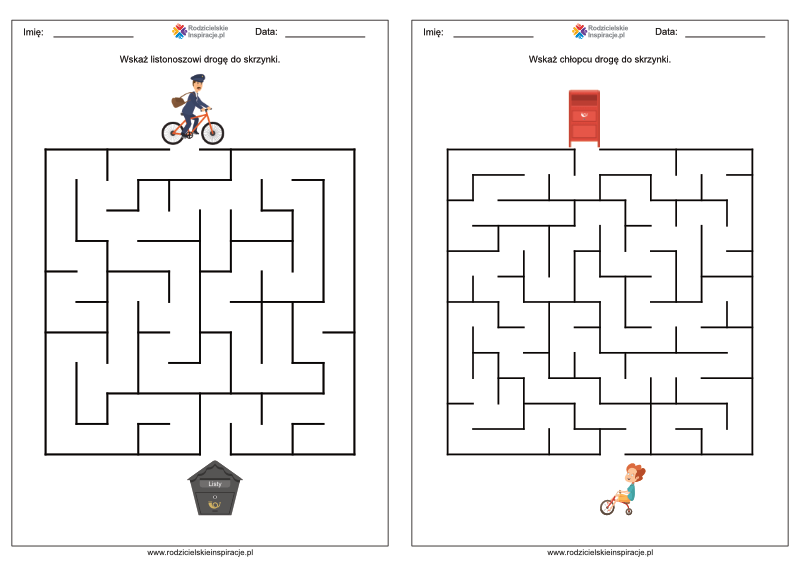 Imię:
Rodzicielskie
Inspiracje.pl
Data:
Wskaż listonoszowi drogę do skrzynki.
Listy
www.rodzicielskieinspiracje.pl
Imię:
Rodzicielskie
Inspiracje.pl
Data:
Wskaż chłopcu drogę do skrzynki.
www.rodzicielskieinspiracje.pl